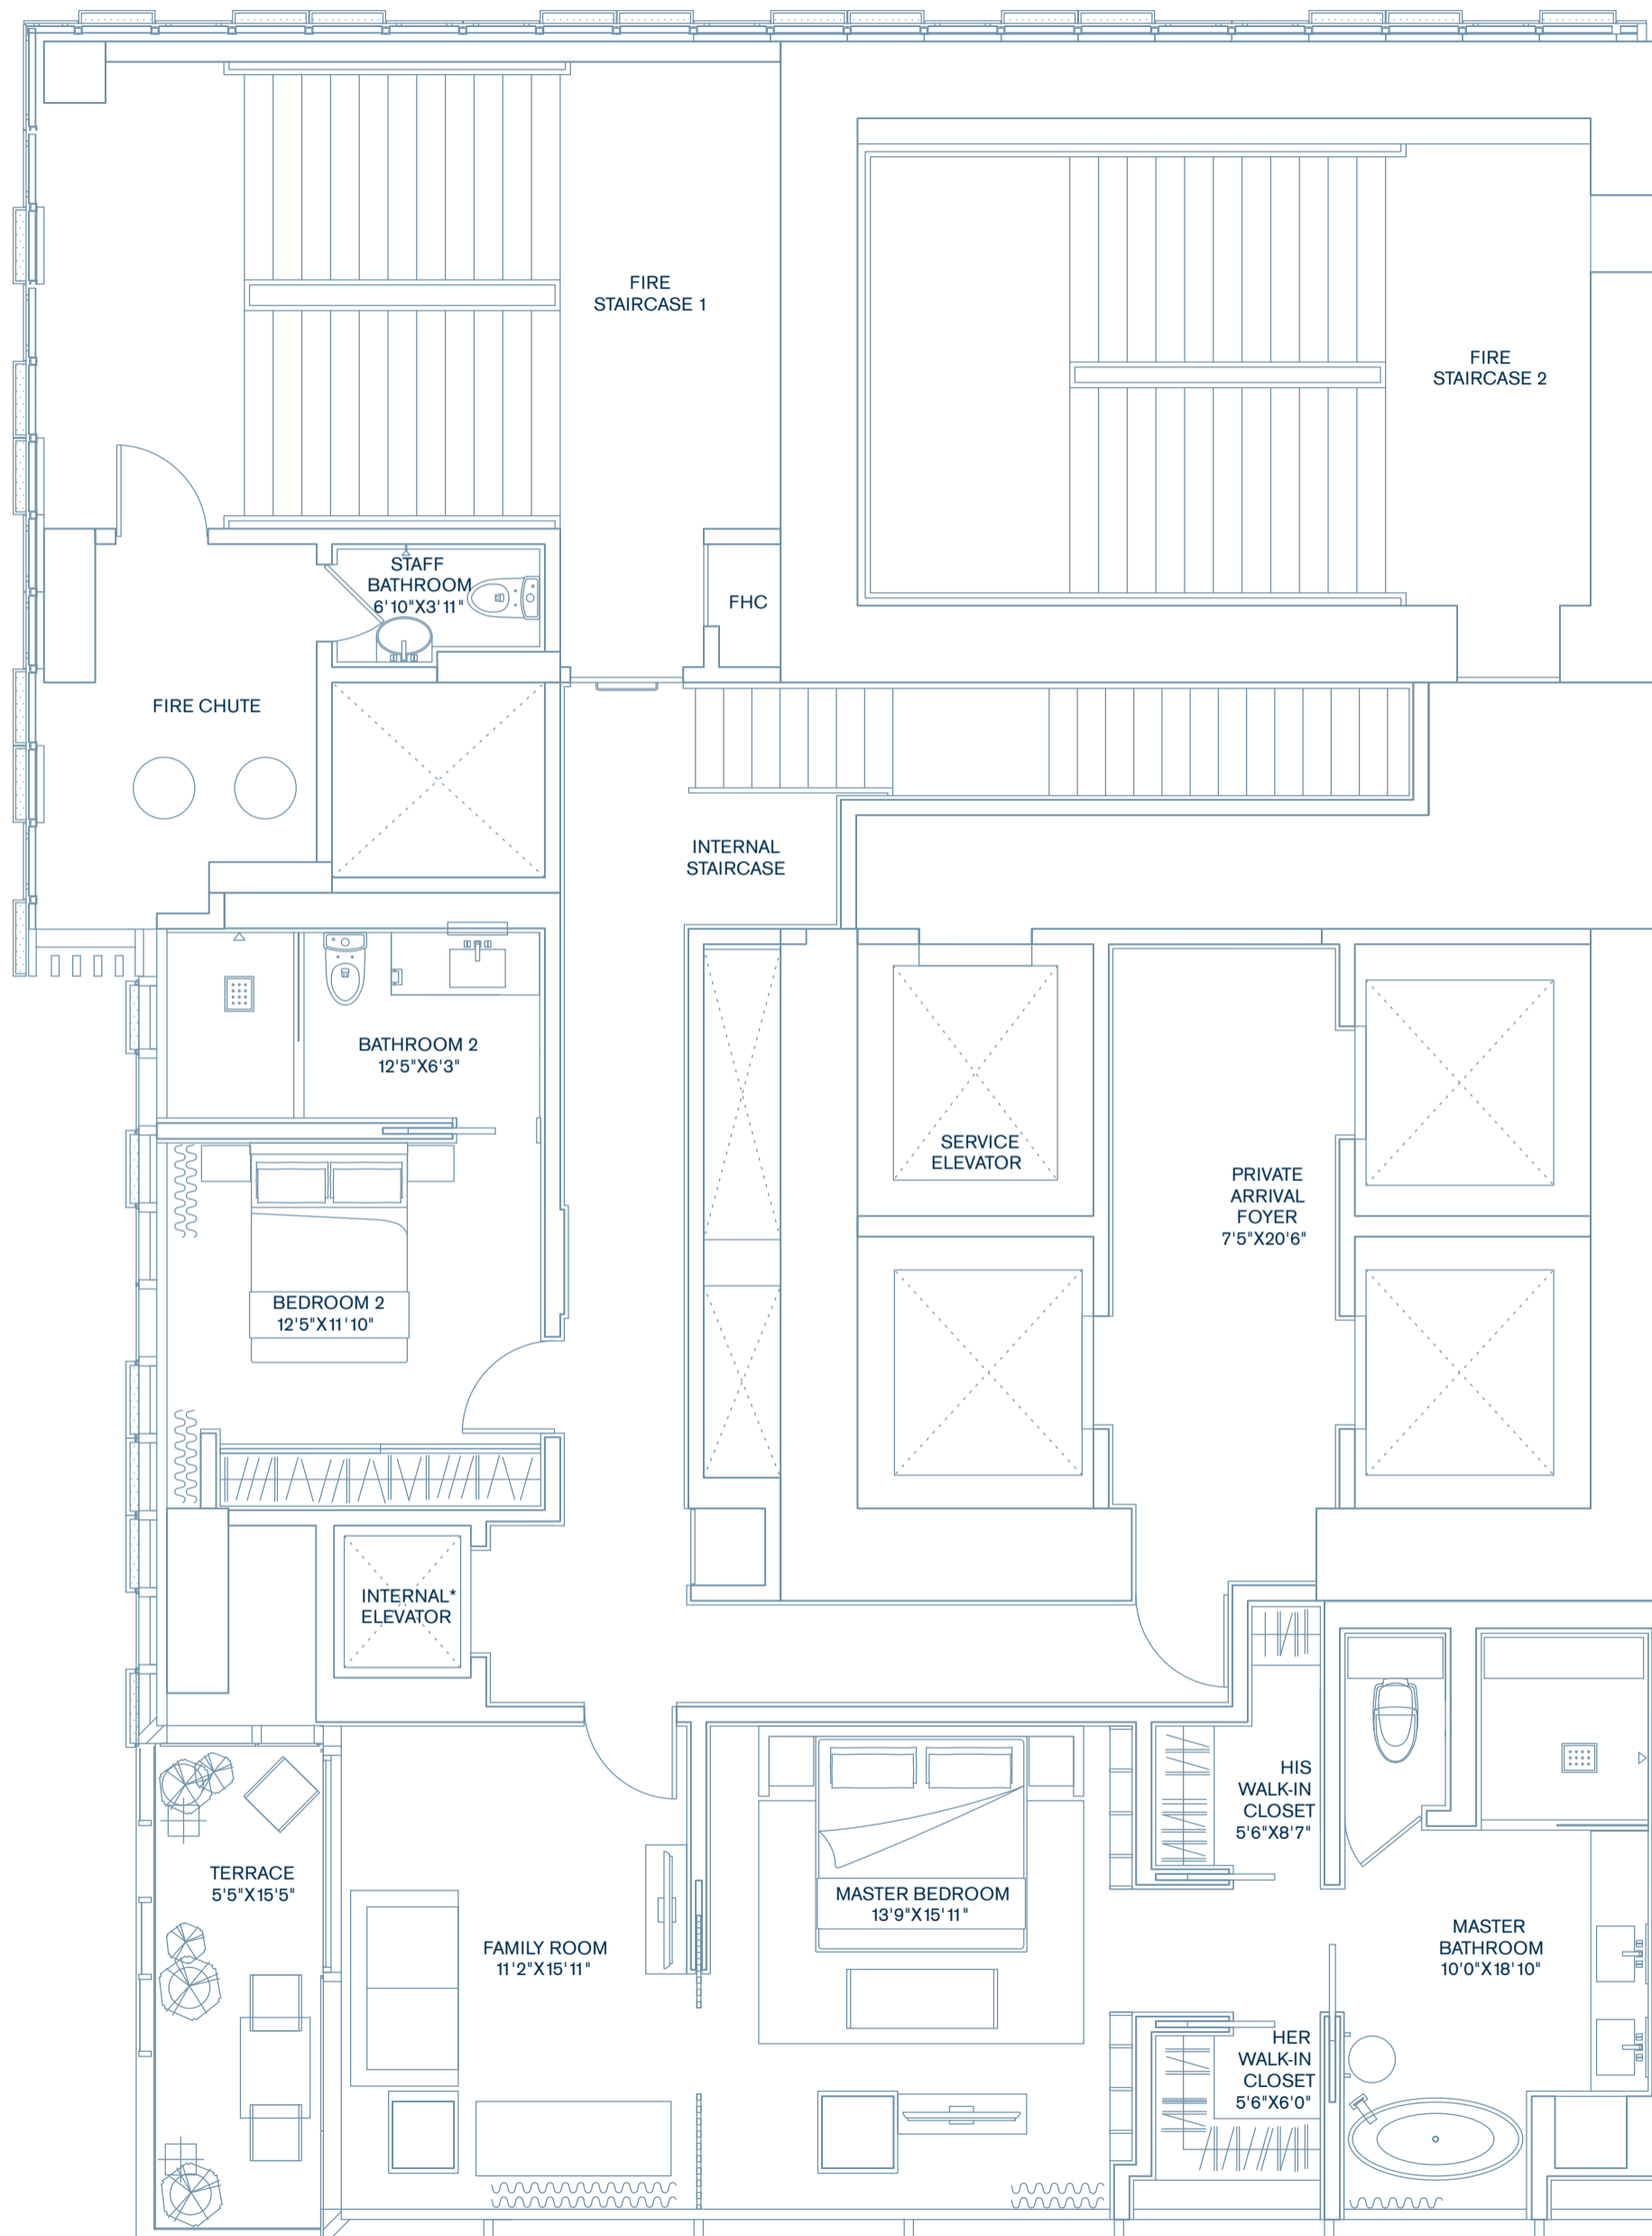 FIRE
STAIRCASE 1
FIRE
STAIRCASE 2
STAFF
BATHROOM
6'10"X3'11"
FHC
FIRE CHUTE
INTERNAL
STAIRCASE
BATHROOM 2
12'5"X6'3"
SERVICE
ELEVATOR
PRIVATE
ARRIVAL
FOYER
7'5"X20'6"
BEDROOM 2
12'5"X11'10"
INTERNAL*
ELEVATOR
HIS
WALK-IN
CLOSET
5'6"X8'7"
TERRACE
5'5"X15'5"
MASTER BEDROOM
13'9"X15'11"
FAMILY ROOM
11'2"X15'11"
MASTER
BATHROOM
10'0"X18'10"
HER
WALK-IN
CLOSET
5'6"X6'0"